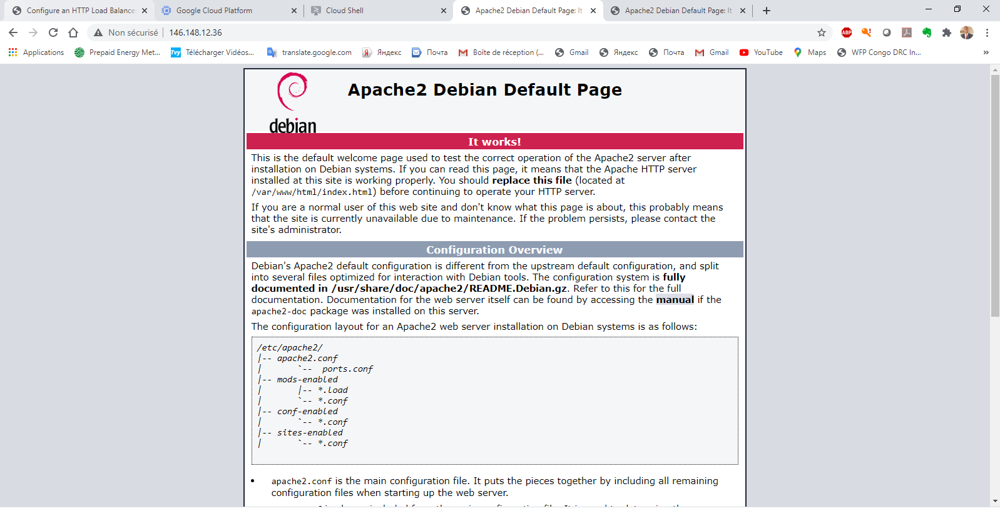 Configure an HTTP Load Balance
Google Cloud Platform
Cloud Shell
Apache2 Debian Default Page: It
Apache2 Debian Default Page: It
Non sécurisé
146.148.12.36
ABP
Applications
Prepaid Energy Met...
Tvy
Télécharger Vidéos...
translate.google.com
Яндекс
Почта
Boîte de réception (...
Gmail
Яндекс
Почта
Gmail
YouTube
Maps
WFP Congo DRC In...
»
debian
Apache2 Debian Default Page
It works!
This is the default welcome page used to test the correct operation of the Apache2 server after
installation on Debian systems. If you can read this page, it means that the Apache HTTP server
installed at this site is working properly. You should replace this file (located at
/var/www/html/index.html) before continuing to operate your HTTP server.
If you are a normal user of this web site and don't know what this page is about, this probably means
that the site is currently unavailable due to maintenance. If the problem persists, please contact the
site's administrator.
Configuration Overview
Debian's Apache2 default configuration is different from the upstream default configuration, and split
into several files optimized for interaction with Debian tools. The configuration system is fully
documented in /usr/share/doc/apache2/README.Debian.gz. Refer to this for the full
documentation. Documentation for the web server itself can be found by accessing the manual if the
apache2-doc package was installed on this server.
The configuration layout for an Apache2 web server installation on Debian systems is as follows:
/etc/apache2/
|-- apache2.conf
|       `--  ports.conf
|-- mods-enabled
|       |-- *.load
|       `-- *.conf
|-- conf-enabled
|       `-- *.conf
|-- sites-enabled
|       `-- *.conf
• apache2.conf is the main configuration file. It puts the pieces together by including all remaining
configuration files when starting up the web server.